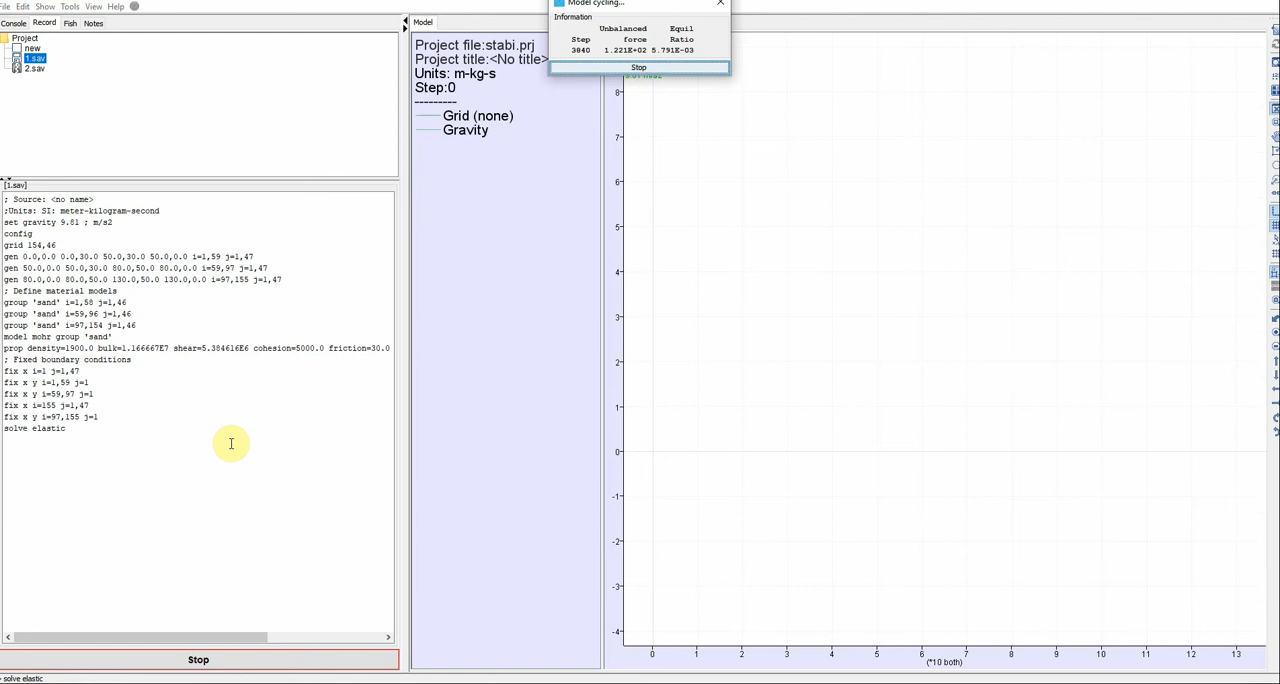 File Edit Show Tools View Help
Model cycling...
Information
Unbalanced Equil
Step force Ratio
3840 1.221E+02 5.791E-03
Stop
Console Record Fish Notes
Project
new
1.sav
2.sav
[1.sav]
; Source: <no name>
;Units: SI: meter-kilogram-second
set gravity 9.81 ; m/s2
config
grid 154,46
gen 0.0,0.0 0.0,30.0 50.0,30.0 50.0,0.0 i=1,59 j=1,47
gen 50.0,0.0 50.0,30.0 80.0,50.0 80.0,0.0 i=59,97 j=1,47
gen 80.0,0.0 80.0,50.0 130.0,50.0 130.0,0.0 i=97,155 j=1,47
; Define material models
group 'sand' i=1,58 j=1,46
group 'sand' i=59,96 j=1,46
group 'sand' i=97,154 j=1,46
model mohr group 'sand'
prop density=1900.0 bulk=1.166667E7 shear=5.384616E6 cohesion=5000.0 friction=30.0
; Fixed boundary conditions
fix x i=1 j=1,47
fix x y i=1,59 j=1
fix x y i=59,97 j=1
fix x i=155 j=1,47
fix x y i=97,155 j=1
solve elastic
Stop
solve elastic
Model
Project file:stabi.prj
Project title:<No title>
Units: m-kg-s
Step:0
---------
Grid (none)
Gravity
8
7
6
5
4
3
2
1
0
-1
-2
-3
-4
0 1 2 3 4 5 6 7 8 9 10 11 12 13
(*10 both)